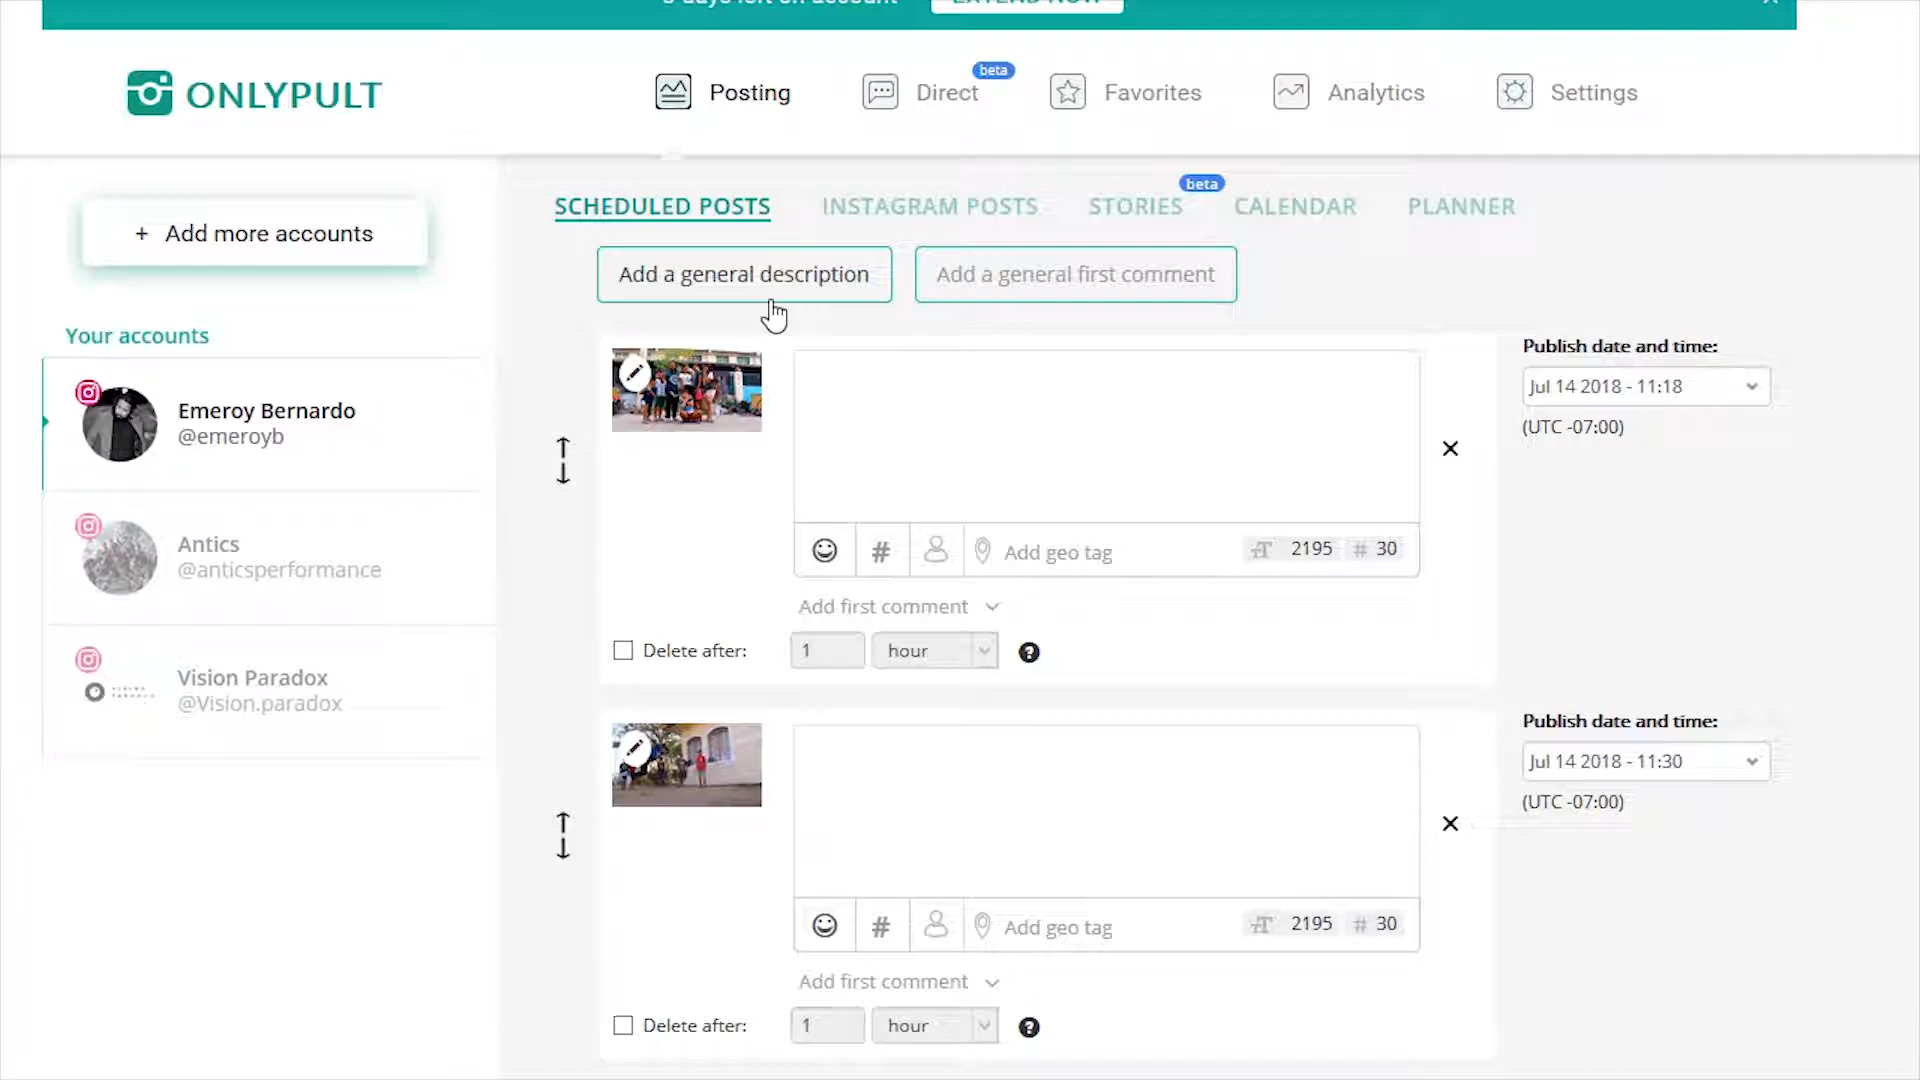 ONLYPULT
Posting
Direct
beta
Favorites
Analytics
Settings
+ Add more accounts
Your accounts
Emeroy Bernardo
@emeroyb
Antics
@anticsperformance
Vision Paradox
@Vision.paradox
SCHEDULED POSTS
INSTAGRAM POSTS
STORIES
beta
CALENDAR
PLANNER
Add a general description
Add a general first comment
Publish date and time:
Jul 14 2018 - 11:18
(UTC -07:00)
# Add geo tag
2195 # 30
Add first comment
Delete after: 1 hour ?
Publish date and time:
Jul 14 2018 - 11:30
(UTC -07:00)
# Add geo tag
2195 # 30
Add first comment
Delete after: 1 hour ?